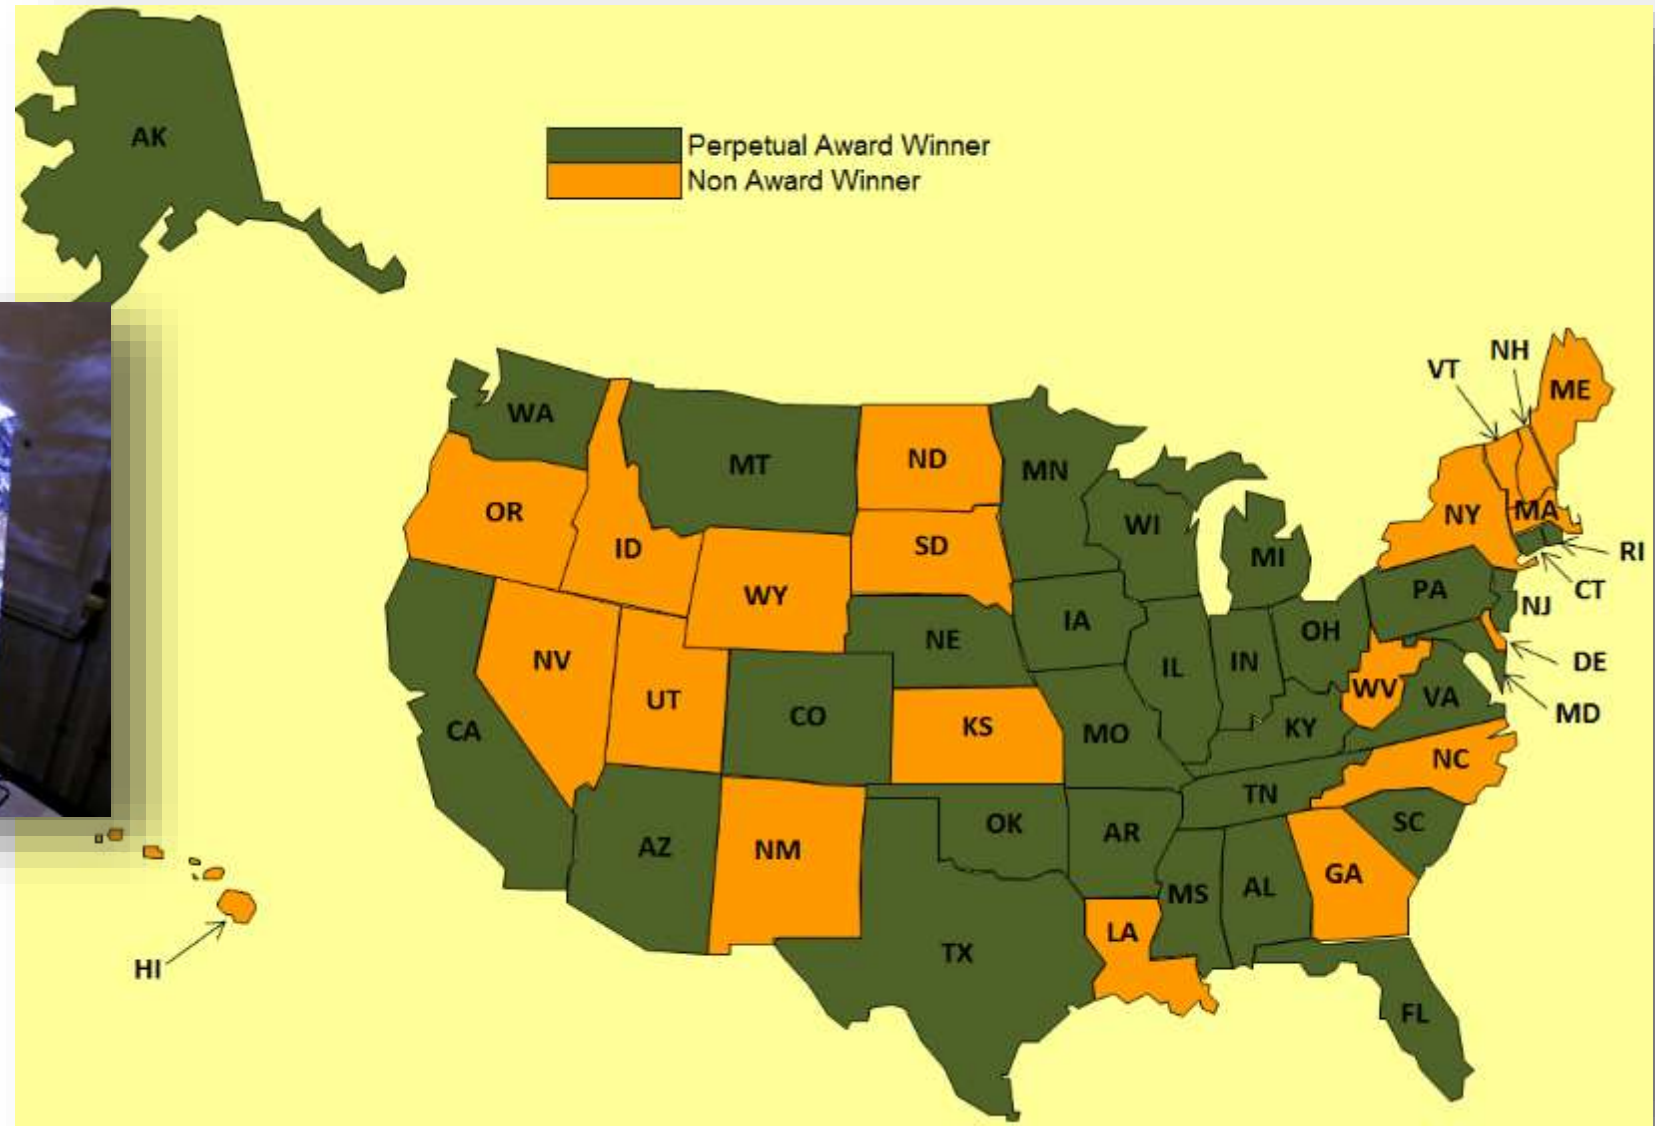 AK
Perpetual Award Winner
Non Award Winner
NH
VT
ME
WA
MT
ND
MN
OR
ID
SD
WI
NY
MA
MI
RI
WY
PA
CT
NJ
IA
OH
NE
NV
IL
IN
DE
UT
WV
VA
CO
MD
CA
KS
MO
KY
NC
TN
OK
AR
SC
AZ
NM
GA
MS
AL
LA
TX
HI
FL